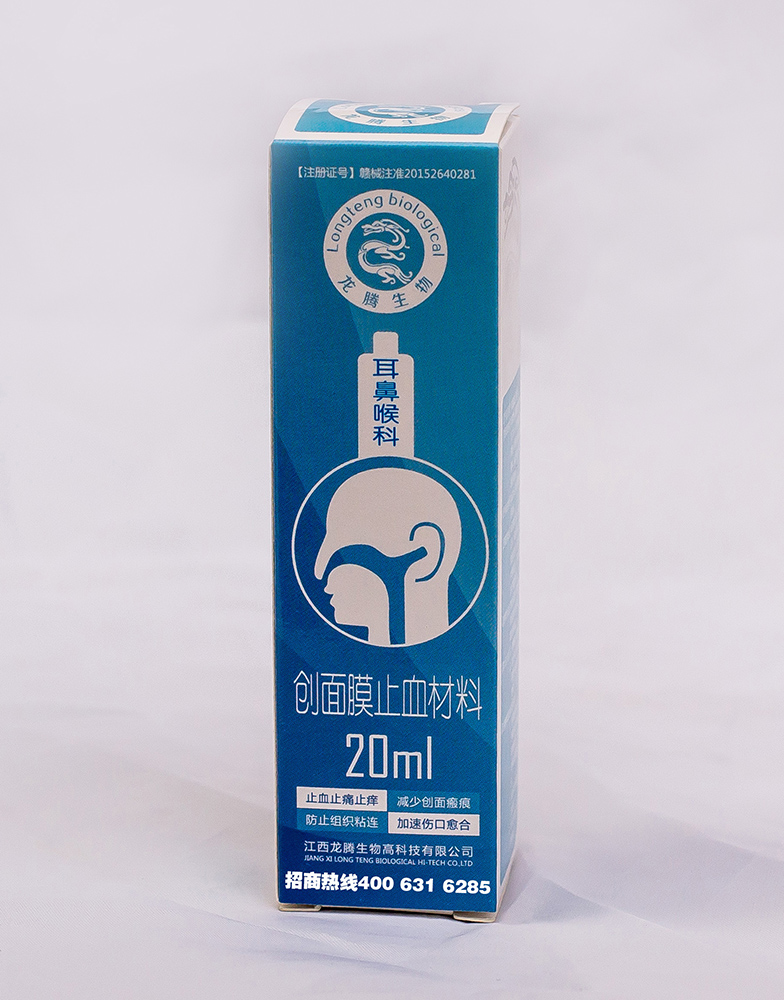 龙腾生物
【注册证号】赣械注准20152640281
Longteng biological
龙腾生物
耳鼻喉科
创面膜止血材料
20ml
止血止痛止痒 减少创面瘢痕
防止组织粘连 加速伤口愈合
江西龙腾生物高科技有限公司
JIANG XI LONG TENG BIOLOGICAL HI-TECH CO.,LTD
招商热线400 631 6285